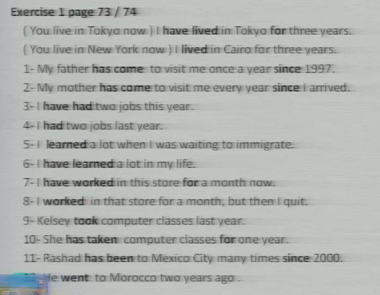 Exercise 1 page 73 / 74
( You live in Tokyo now ) I have lived in Tokyo for three years.
( You live in New York now ) I lived in Cairo for three years.
1- My father has come to visit me once a year since 1997.
2- My mother has come to visit me every year since I arrived.
3- I have had two jobs this year.
4- I had two jobs last year.
5- I learned a lot when I was waiting to immigrate.
6- I have learned a lot in my life.
7- I have worked in this store for a month now.
8- I worked in that store for a month, but then I quit.
9- Kelsey took computer classes last year.
10- She has taken computer classes for one year.
11- Rashad has been to Mexico City many times since 2000.
He went to Morocco two years ago .